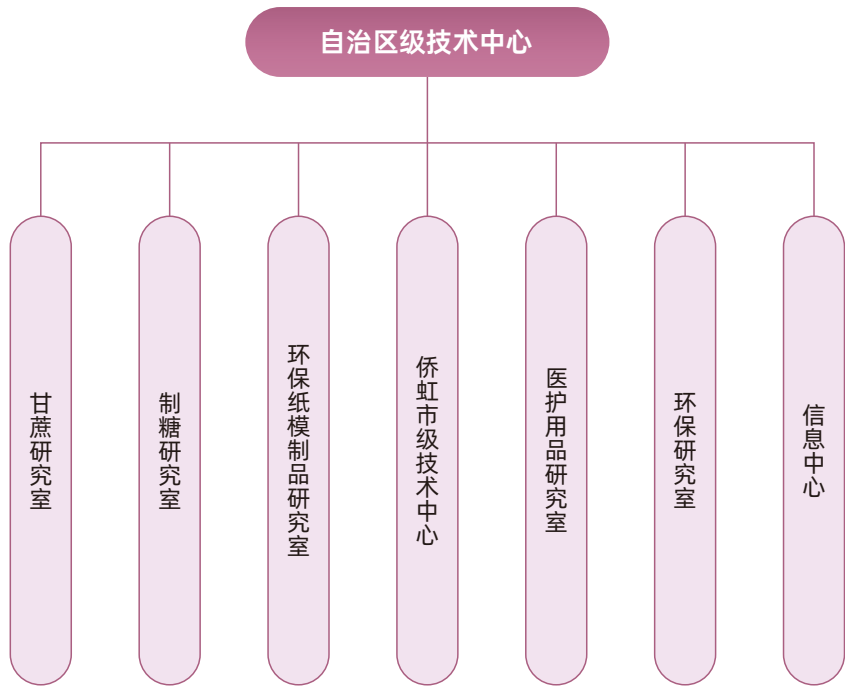 自治区级技术中心
甘蔗研究室
制糖研究室
环保纸模制品研究室
侨虹市级技术中心
医护用品研究室
环保研究室
信息中心